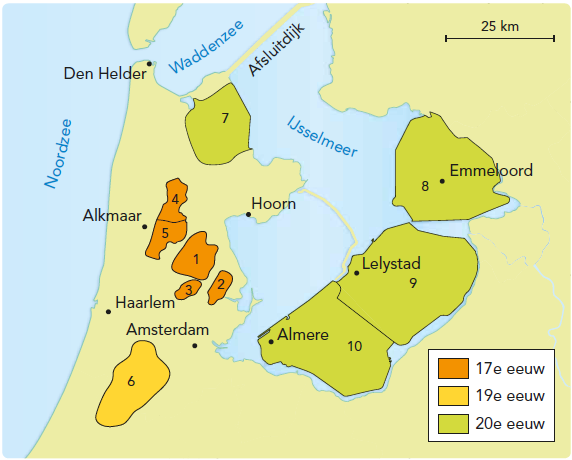 25 km
Waddenzee
Afsluitdijk
Den Helder
Noordzee
IJsselmeer
7
Emmeloord
8
4
Hoorn
Alkmaar
5
1
Lelystad
9
2
3
Haarlem
Amsterdam
Almere
10
6
17e eeuw
19e eeuw
20e eeuw